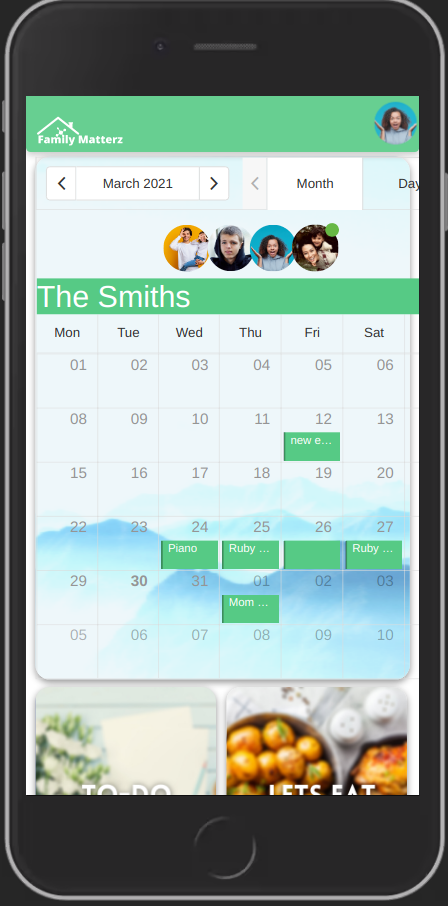 Family Matterz
March 2021 Month Day
The Smiths
Mon Tue Wed Thu Fri Sat
01 02 03 04 05 06
08 09 10 11 12 13
new e...
15 16 17 18 19 20
22 23 24 25 26 27
Piano Ruby ... Ruby ...
29 30 31 01 02 03
Mom ...
05 06 07 08 09 10
TO-DO LETS EAT